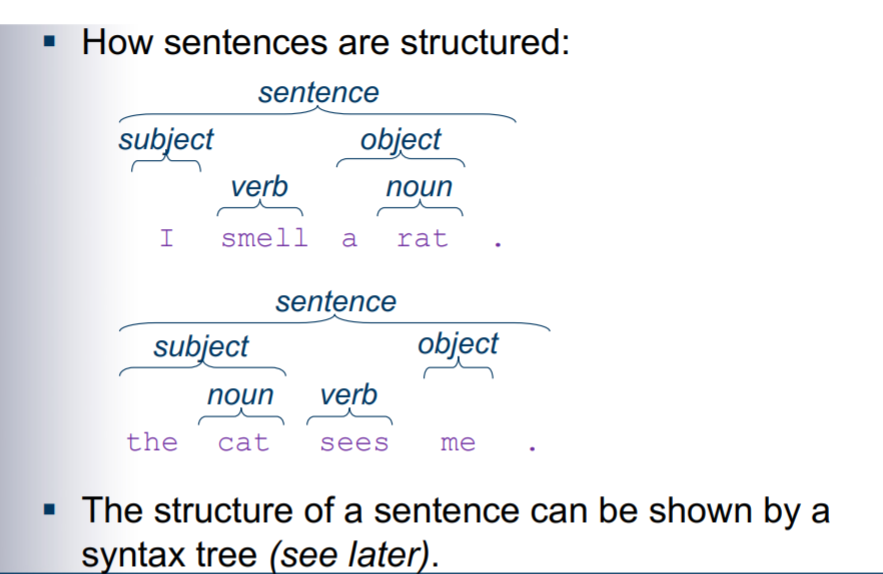 ▪ How sentences are structured:
sentence
subject object
verb noun
I smell a rat .
sentence
subject object
noun verb
the cat sees me .
▪ The structure of a sentence can be shown by a
syntax tree (see later).